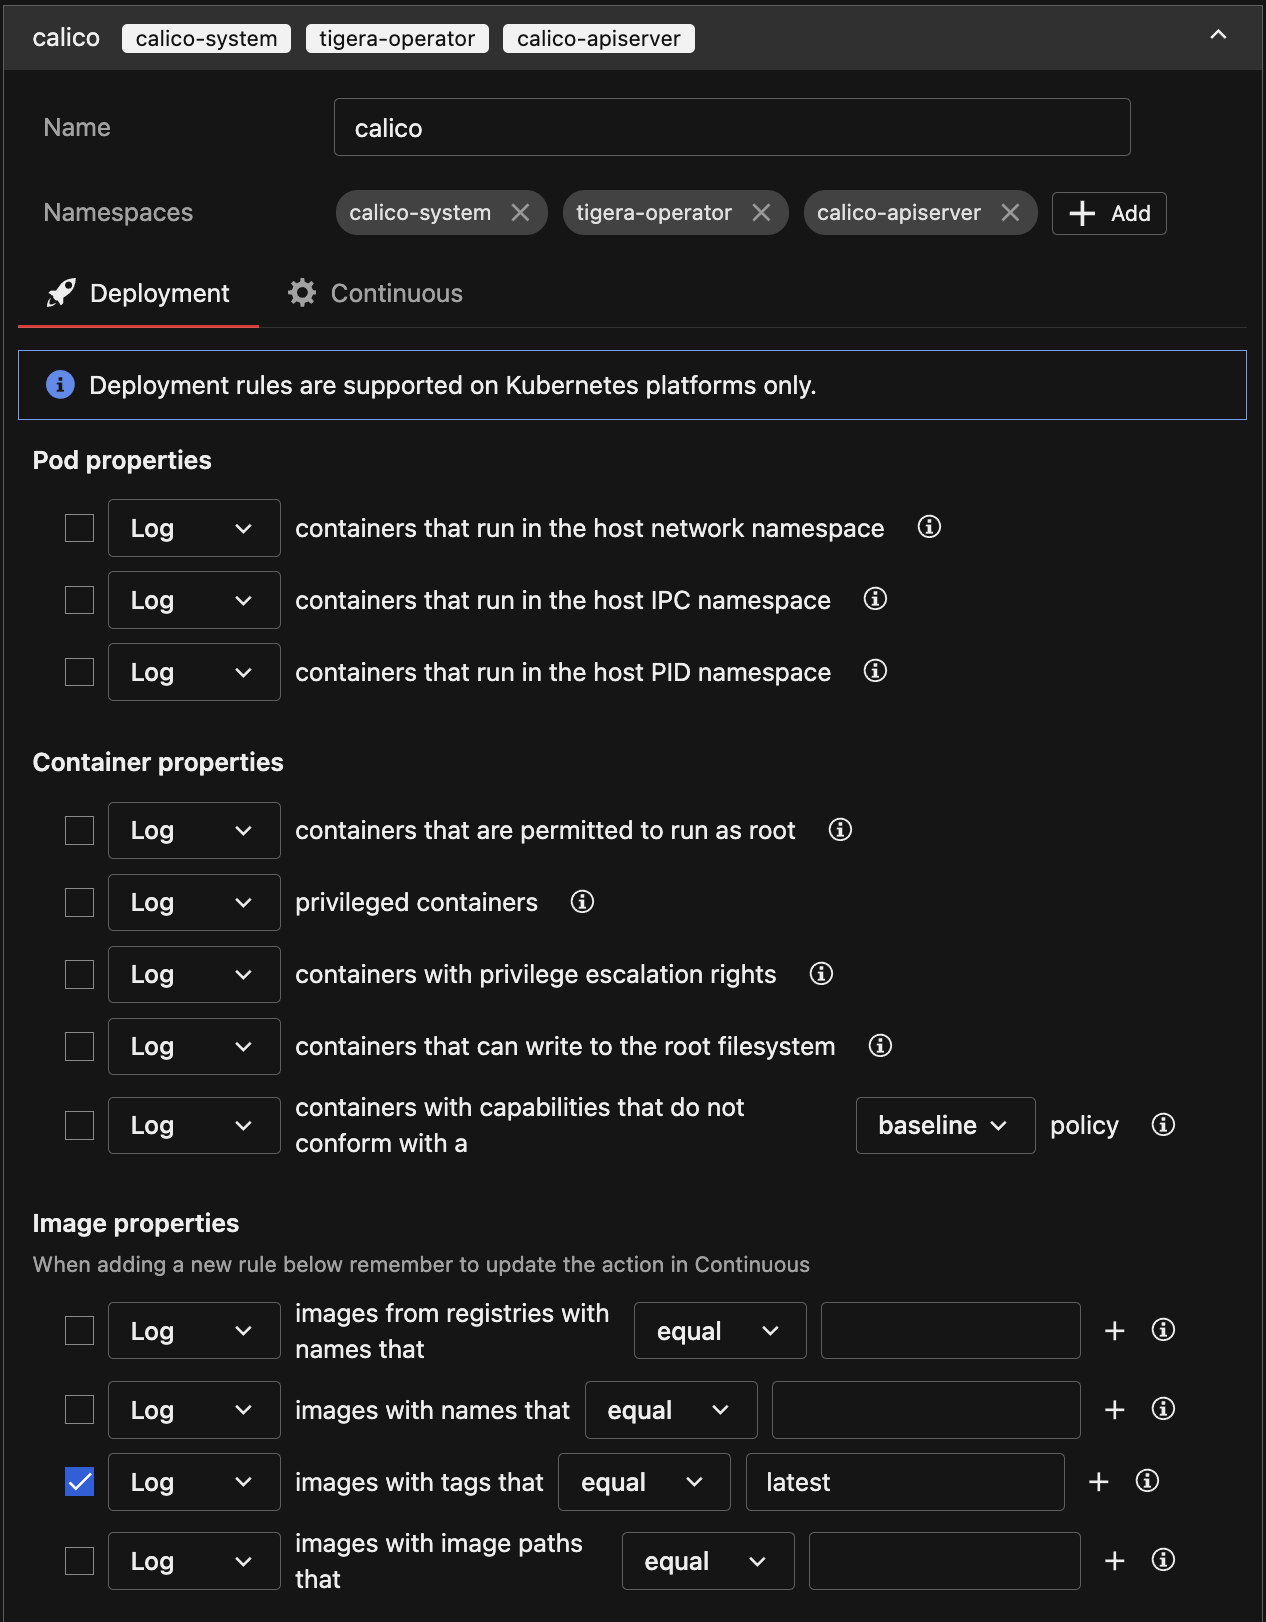 calico calico-system tigera-operator calico-apiserver
Name calico
Namespaces calico-system tigera-operator calico-apiserver Add
Deployment Continuous
Deployment rules are supported on Kubernetes platforms only.
Pod properties
Log containers that run in the host network namespace
Log containers that run in the host IPC namespace
Log containers that run in the host PID namespace
Container properties
Log containers that are permitted to run as root
Log privileged containers
Log containers with privilege escalation rights
Log containers that can write to the root filesystem
Log containers with capabilities that do not
conform with a baseline policy
Image properties
When adding a new rule below remember to update the action in Continuous
Log images from registries with
names that equal
Log images with names that equal
Log images with tags that equal latest
Log images with image paths
that equal